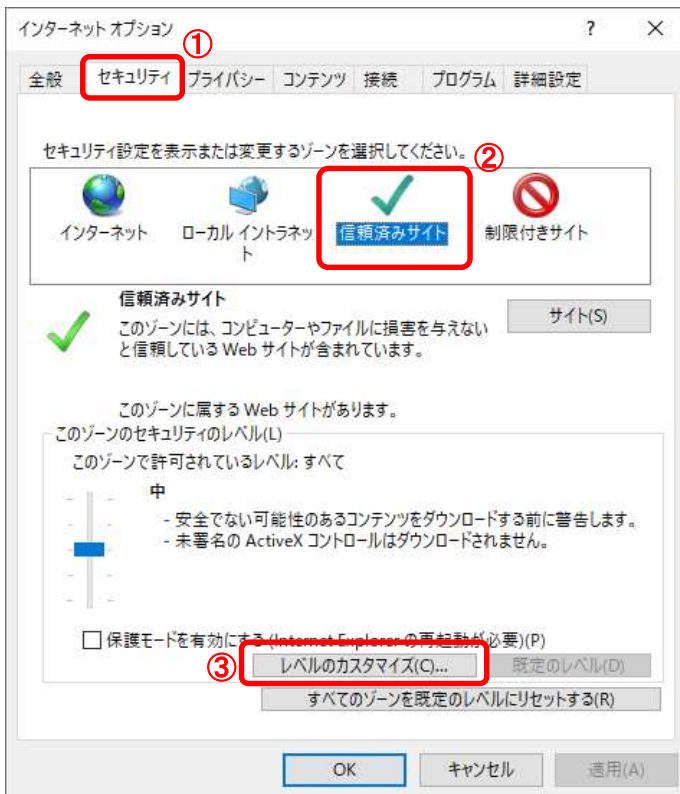 インターネット オプション
?
①
全般 セキュリティ プライバシー コンテンツ 接続 プログラム 詳細設定
セキュリティ設定を表示または変更するゾーンを選択してください。
②
インターネット
ローカル イントラネッ
ト
信頼済みサイト
制限付きサイト
信頼済みサイト
このゾーンには、コンピューターやファイルに損害を与えない
と信頼している Web サイトが含まれています。
サイト(S)
このゾーンに属する Web サイトがあります。
このゾーンのセキュリティのレベル(L)
このゾーンで許可されているレベル: すべて
中
- 安全でない可能性のあるコンテンツをダウンロードする前に警告します。
- 未署名の ActiveX コントロールはダウンロードされません。
保護モードを有効にする (Internet Explorer の再起動が必要)(P)
③
レベルのカスタマイズ(C)...
既定のレベル(D)
すべてのゾーンを既定のレベルにリセットする(R)
OK
キャンセル
適用(A)